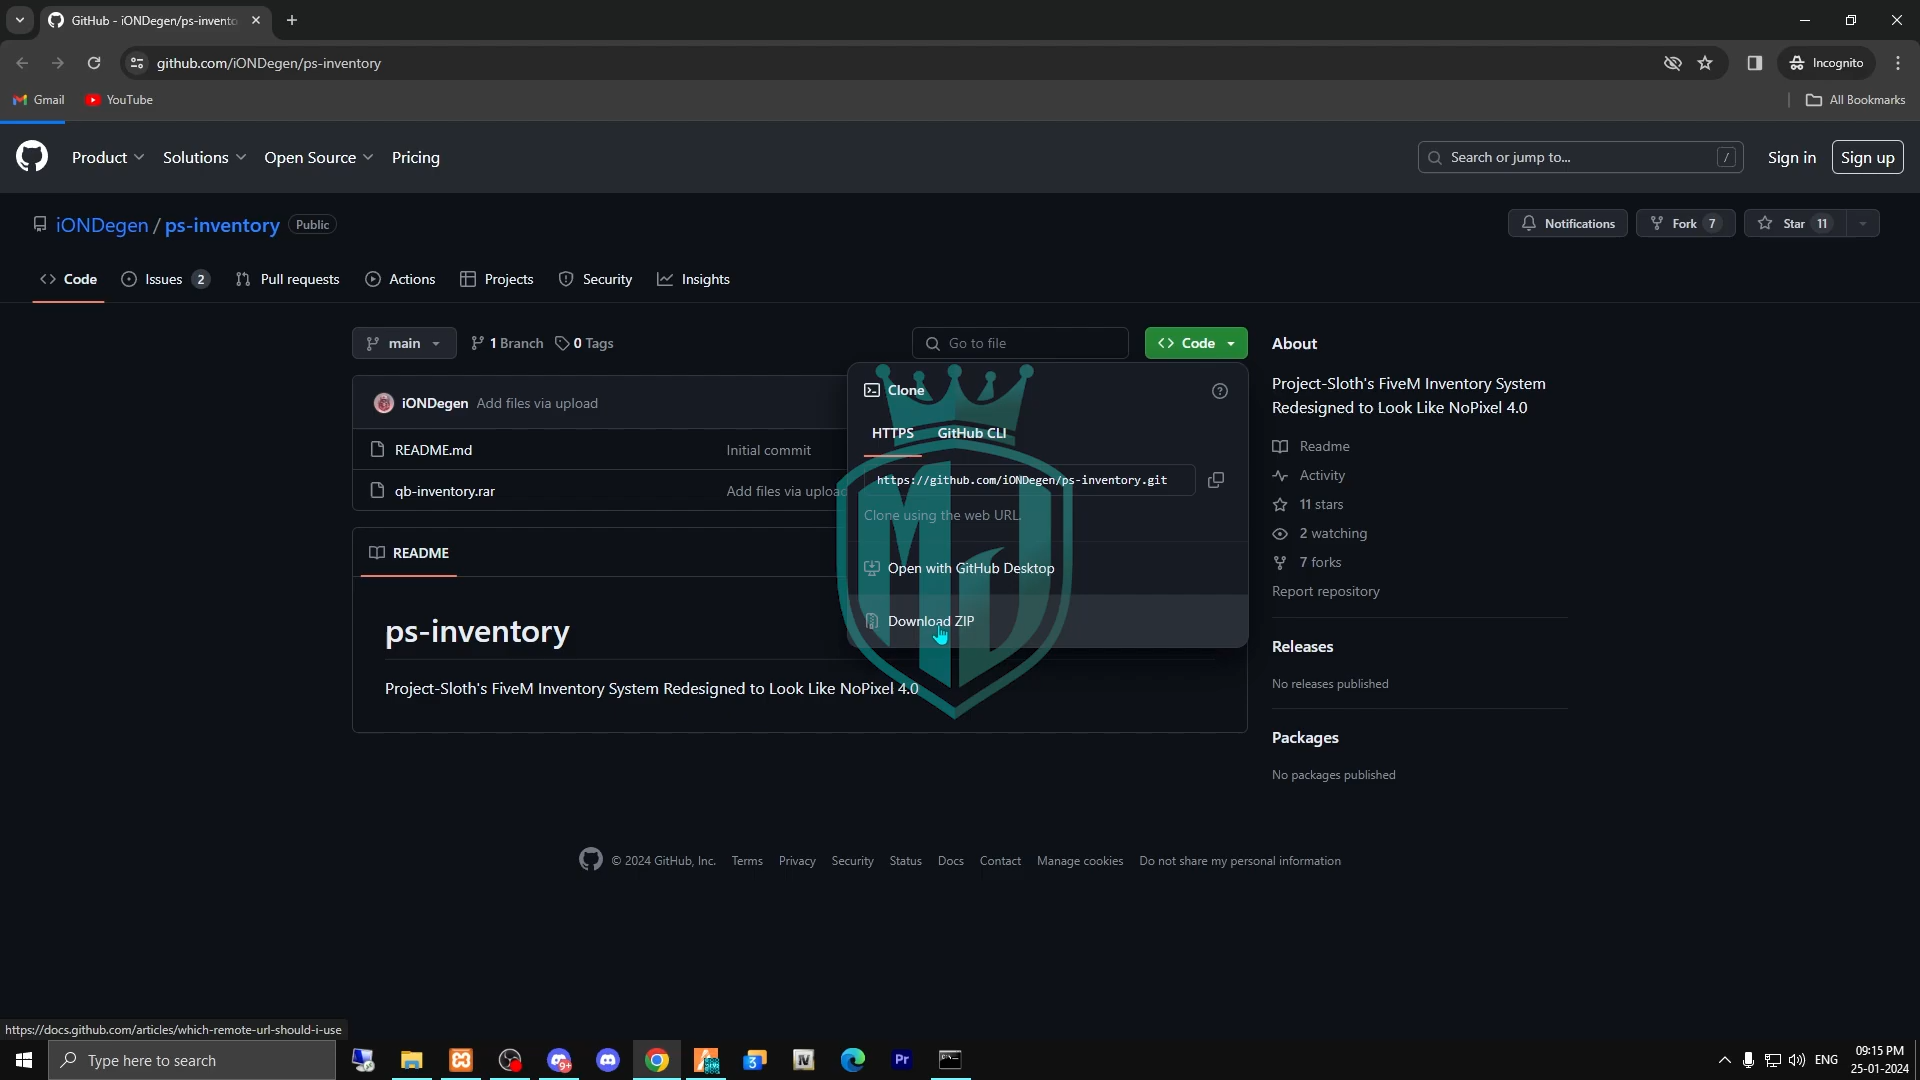 GitHub - iONDegen/ps-invento
github.com/iONDegen/ps-inventory
Incognito
Gmail
YouTube
All Bookmarks
Product
Solutions
Open Source
Pricing
Search or jump to...
/
Sign in
Sign up
iONDegen / ps-inventory
Public
Notifications
Fork 7
Star 11
Code
Issues 2
Pull requests
Actions
Projects
Security
Insights
main
1 Branch
0 Tags
Go to file
Code
About
Project-Sloth's FiveM Inventory System
Redesigned to Look Like NoPixel 4.0
Readme
Activity
11 stars
2 watching
7 forks
Report repository
Releases
No releases published
Packages
No packages published
iONDegen Add files via upload
README.md
Initial commit
qb-inventory.rar
Add files via upload
Clone
HTTPS
GitHub CLI
https://github.com/iONDegen/ps-inventory.git
Clone using the web URL.
Open with GitHub Desktop
Download ZIP
README
ps-inventory
Project-Sloth's FiveM Inventory System Redesigned to Look Like NoPixel 4.0
© 2024 GitHub, Inc.
Terms
Privacy
Security
Status
Docs
Contact
Manage cookies
Do not share my personal information
https://docs.github.com/articles/which-remote-url-should-i-use
Type here to search
9+
3
IV
Pr
ENG
09:15 PM
25-01-2024